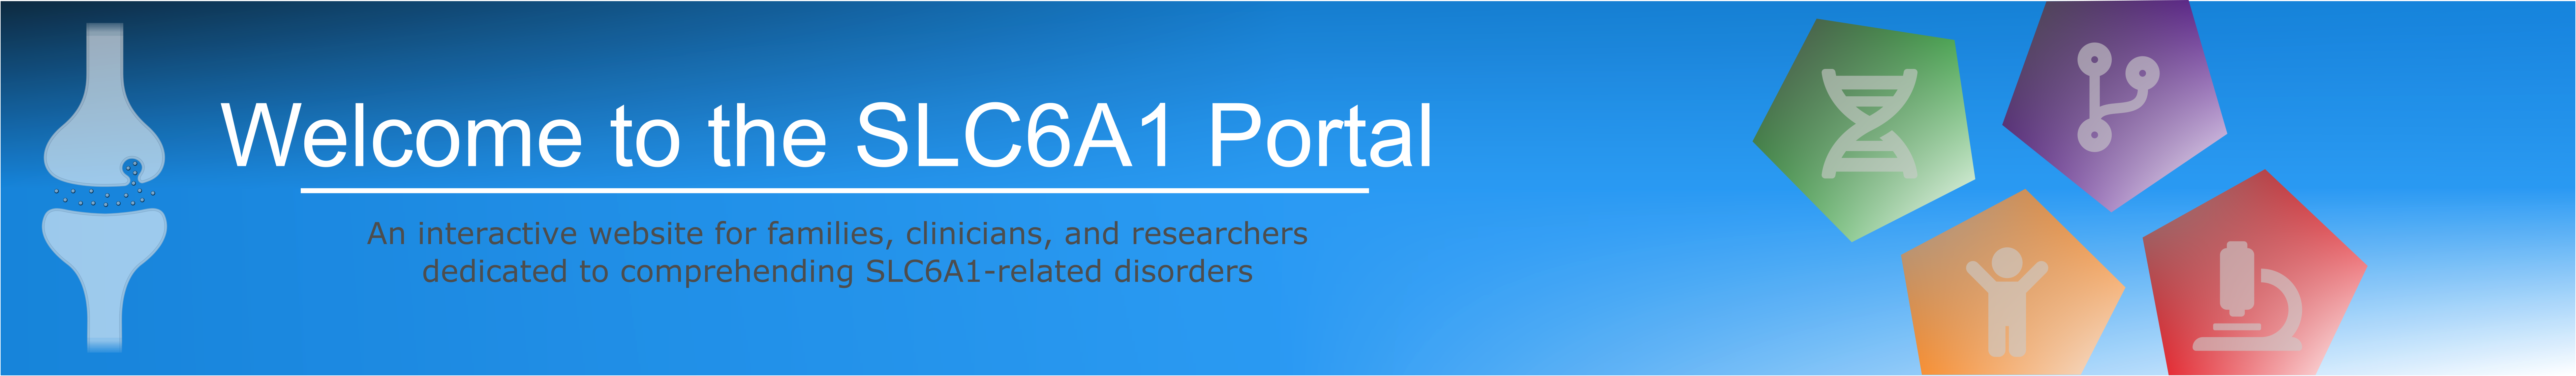 Welcome to the SLC6A1 Portal
An interactive website for families, clinicians, and researchers
dedicated to comprehending SLC6A1-related disorders